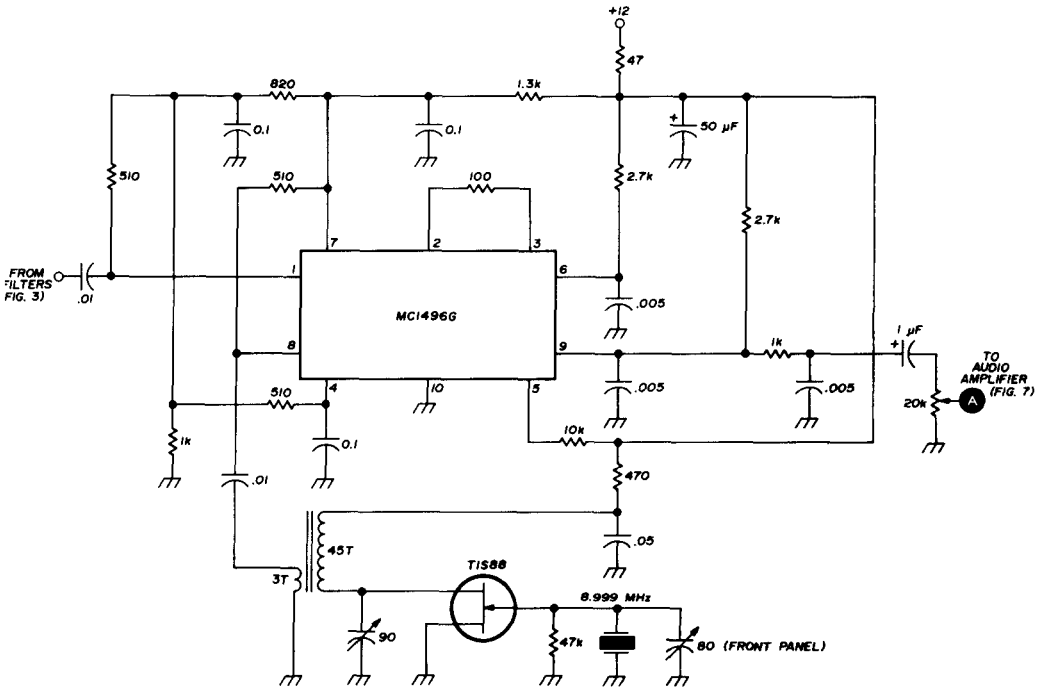 +12
47
820
1.3k
0.1
0.1
50 µF
+
510
510
100
2.7k
2.7k
7
2
3
FROM
FILTERS
(FIG. 3)
.01
1
6
.005
MC1496G
8
9
1k
1 µF
+
TO
AUDIO
AMPLIFIER
(FIG. 7)
.005
.005
20k
A
510
4
10
5
1k
0.1
10k
.01
470
.05
3T
45T
TIS88
8.999 MHz
90
47k
80 (FRONT PANEL)